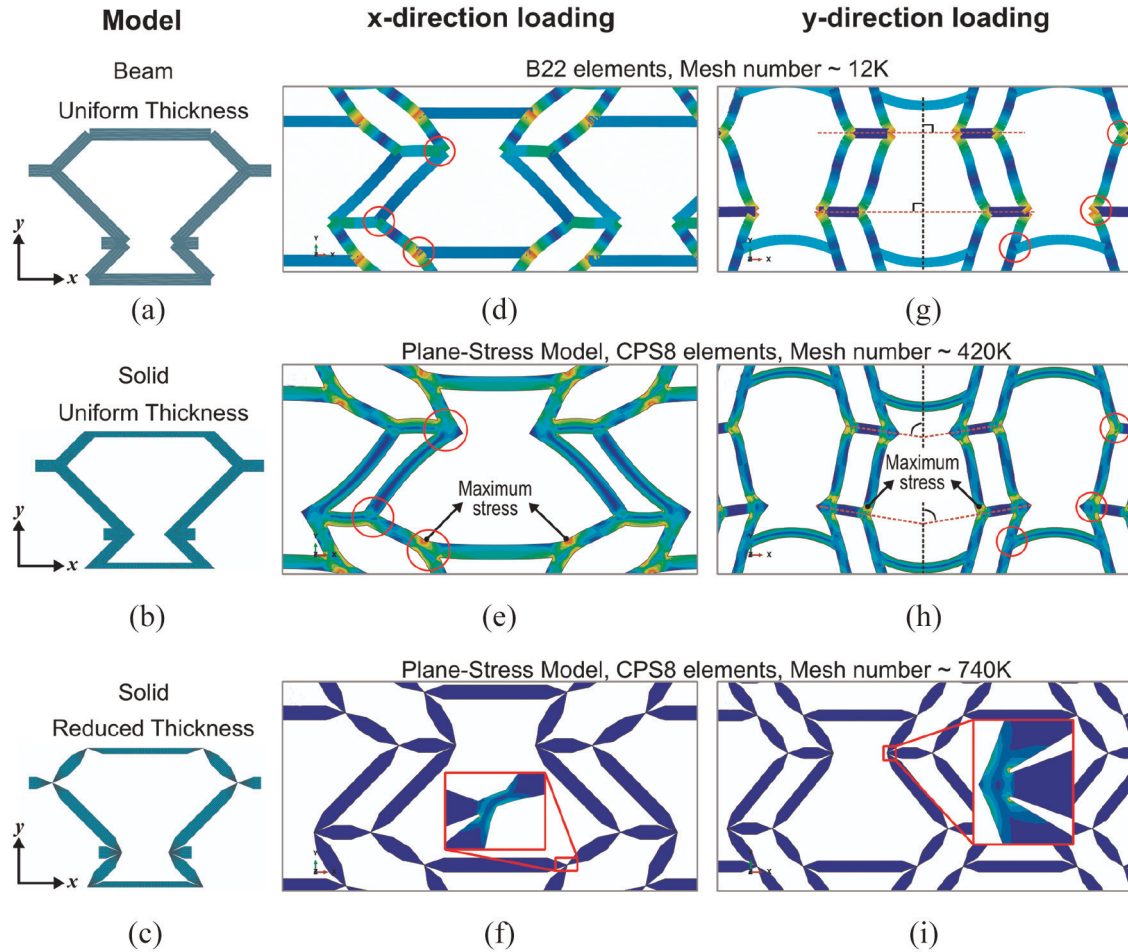 Model
x-direction loading
y-direction loading
Beam
Uniform Thickness
B22 elements, Mesh number ~ 12K
y
x
(a)
Y
X
(d)
Y
X
(g)
Solid
Uniform Thickness
Plane-Stress Model, CPS8 elements, Mesh number ~ 420K
y
x
(b)
Maximum
stress
Y
X
(e)
Maximum
stress
Y
X
(h)
Solid
Reduced Thickness
Plane-Stress Model, CPS8 elements, Mesh number ~ 740K
y
x
(c)
Y
X
(f)
Y
X
(i)